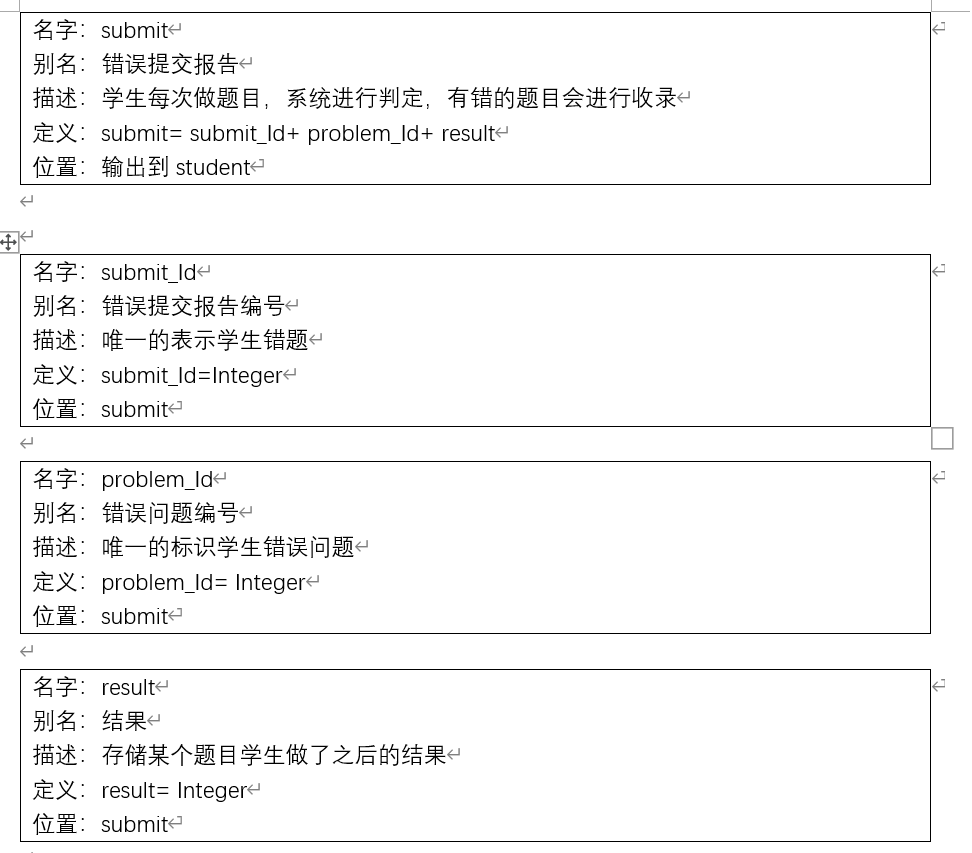 名字：submit
别名：错误提交报告
描述：学生每次做题目，系统进行判定，有错的题目会进行收录
定义：submit= submit_Id+ problem_Id+ result
位置：输出到 student
名字：submit_Id
别名：错误提交报告编号
描述：唯一的表示学生错题
定义：submit_Id=Integer
位置：submit
名字：problem_Id
别名：错误问题编号
描述：唯一的标识学生错误问题
定义：problem_Id= Integer
位置：submit
名字：result
别名：结果
描述：存储某个题目学生做了之后的结果
定义：result= Integer
位置：submit